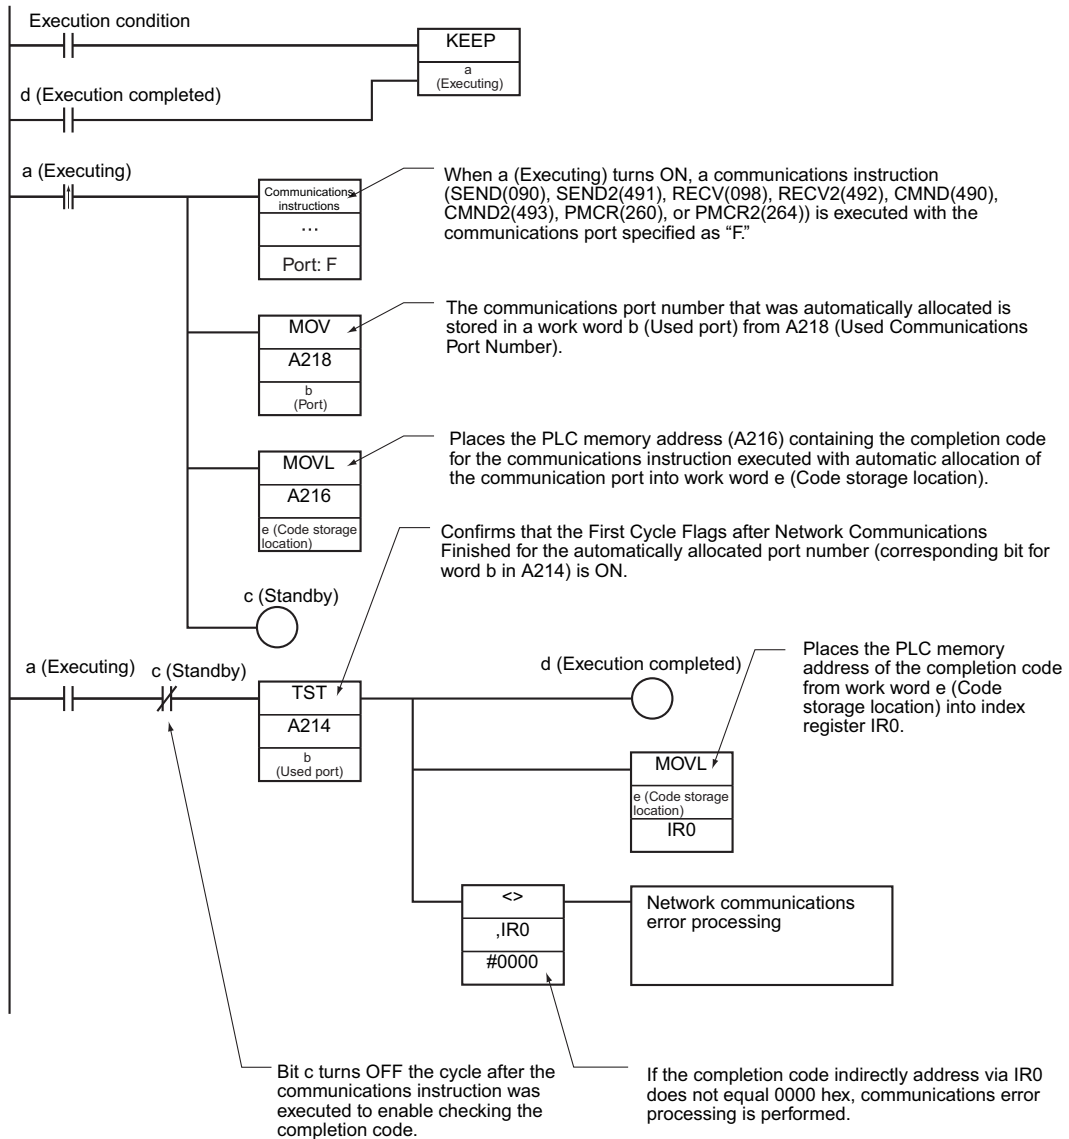 Execution condition
KEEP
a
(Executing)
d (Execution completed)
a (Executing)
Communications
instructions
...
Port: F
When a (Executing) turns ON, a communications instruction
(SEND(090), SEND2(491), RECV(098), RECV2(492), CMND(490),
CMND2(493), PMCR(260), or PMCR2(264)) is executed with the
communications port specified as “F.”
MOV
A218
b
(Port)
The communications port number that was automatically allocated is
stored in a work word b (Used port) from A218 (Used Communications
Port Number).
MOVL
A216
e (Code storage
location)
Places the PLC memory address (A216) containing the completion code
for the communications instruction executed with automatic allocation of
the communication port into work word e (Code storage location).
Confirms that the First Cycle Flags after Network Communications
Finished for the automatically allocated port number (corresponding bit for
word b in A214) is ON.
c (Standby)
a (Executing)
c (Standby)
TST
A214
b
(Used port)
d (Execution completed)
Places the PLC memory
address of the completion code
from work word e (Code
storage location) into index
register IR0.
MOVL
e (Code storage
location)
IR0
<>
,IR0
#0000
Network communications
error processing
Bit c turns OFF the cycle after the
communications instruction was
executed to enable checking the
completion code.
If the completion code indirectly address via IR0
does not equal 0000 hex, communications error
processing is performed.